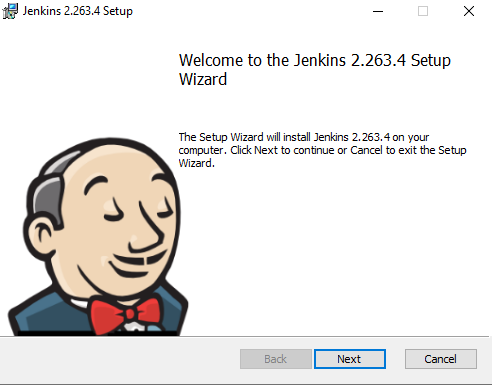 Jenkins 2.263.4 Setup
Welcome to the Jenkins 2.263.4 Setup
Wizard
The Setup Wizard will install Jenkins 2.263.4 on your
computer. Click Next to continue or Cancel to exit the Setup
Wizard.
Back
Next
Cancel